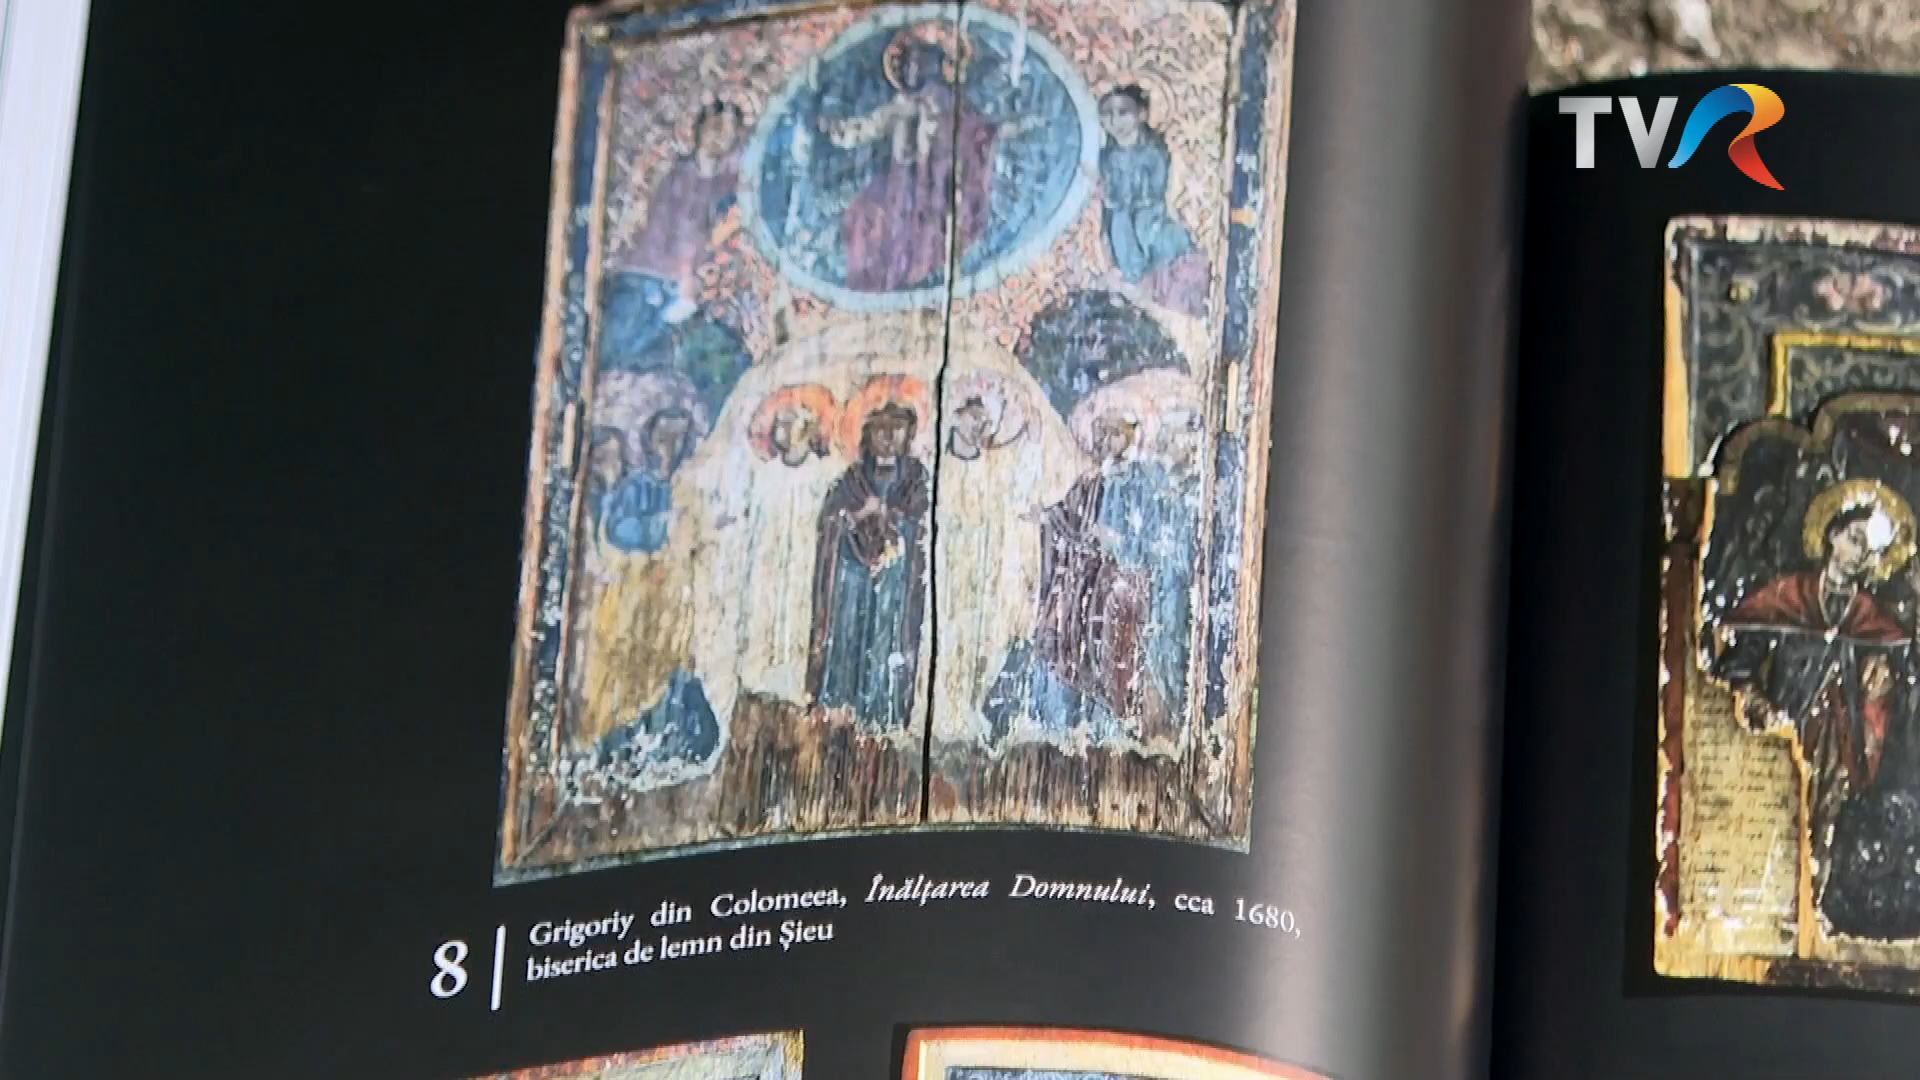 TVR
Grigoriy din Colomeea, Înălțarea Domnului, cca 1680,
biserica de lemn din Șieu
8